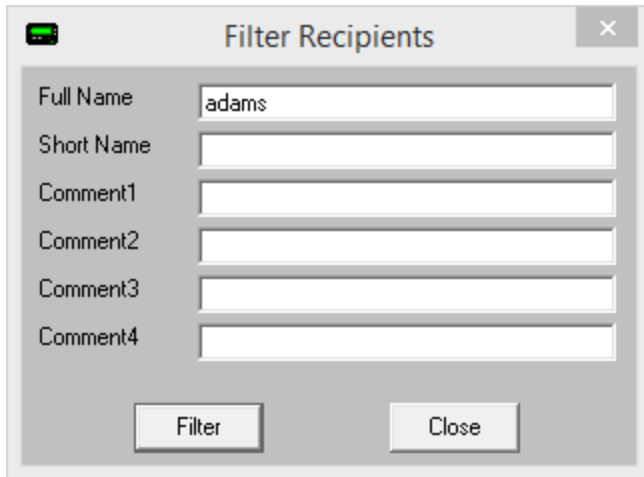 Filter Recipients
Full Name adams
Short Name
Comment1
Comment2
Comment3
Comment4
Filter Close